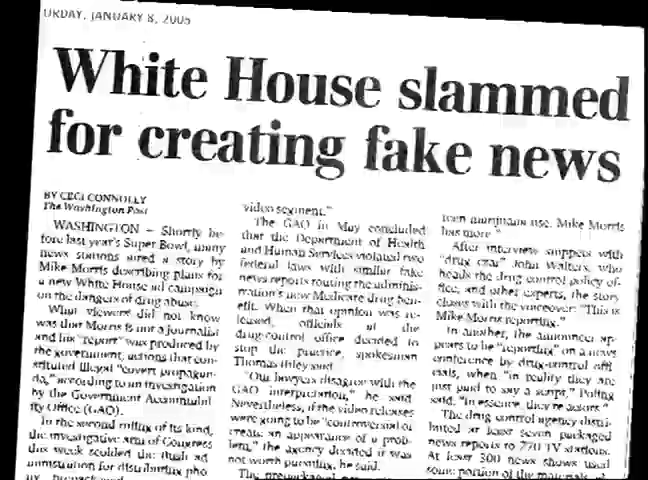 URDAY, JANUARY 8, 2005
White House slammed
for creating fake news
BY CECI CONNOLLY
The Washington Post
WASHINGTON – Shortly be-
fore last year's Super Bowl, many
news stations aired a story by
Mike Morris describing plans for
a new White House ad campaign
on the dangers of drug abuse.
What viewers did not know
was that Morris is not a journalist
and his "report" was produced by
the government, actions that con-
stituted illegal "covert propagan-
da," according to an investigation
by the Government Accountabil-
ity Office (GAO).
In the second ruling of its kind,
the investigative arm of Congress
this week scolded the Bush ad-
ministration for distributing pho-
video segment."
The GAO in May concluded
that the Department of Health
and Human Services violated two
federal laws with similar fake
news reports touting the adminis-
tration's new Medicare drug ben-
efit. When that opinion was re-
leased, officials at the
drug-control office decided to
stop the practice, spokesman
Thomas Riley said.
"Our lawyers disagree with the
GAO interpretation," he said.
Nevertheless, if the video releases
were going to be "controversial or
create an appearance of a prob-
lem," the agency decided it was
not worth pursuing, he said.
The prepackaged
teen marijuana use. Mike Morris
has more."
After interview snippets with
"drug czar" John Walters, who
heads the drug control policy of-
fice, and other experts, the story
closes with the voiceover: "This is
Mike Morris reporting."
In another, the announcer ap-
pears to be "reporting" on a news
conference by drug-control offi-
cials, when "in reality they are
just paid to say a script," Poling
said. "In essence, they're actors."
The drug control agency distri-
buted at least seven packaged
news reports to 770 TV stations.
At least 300 news shows used
some portion of the materials,